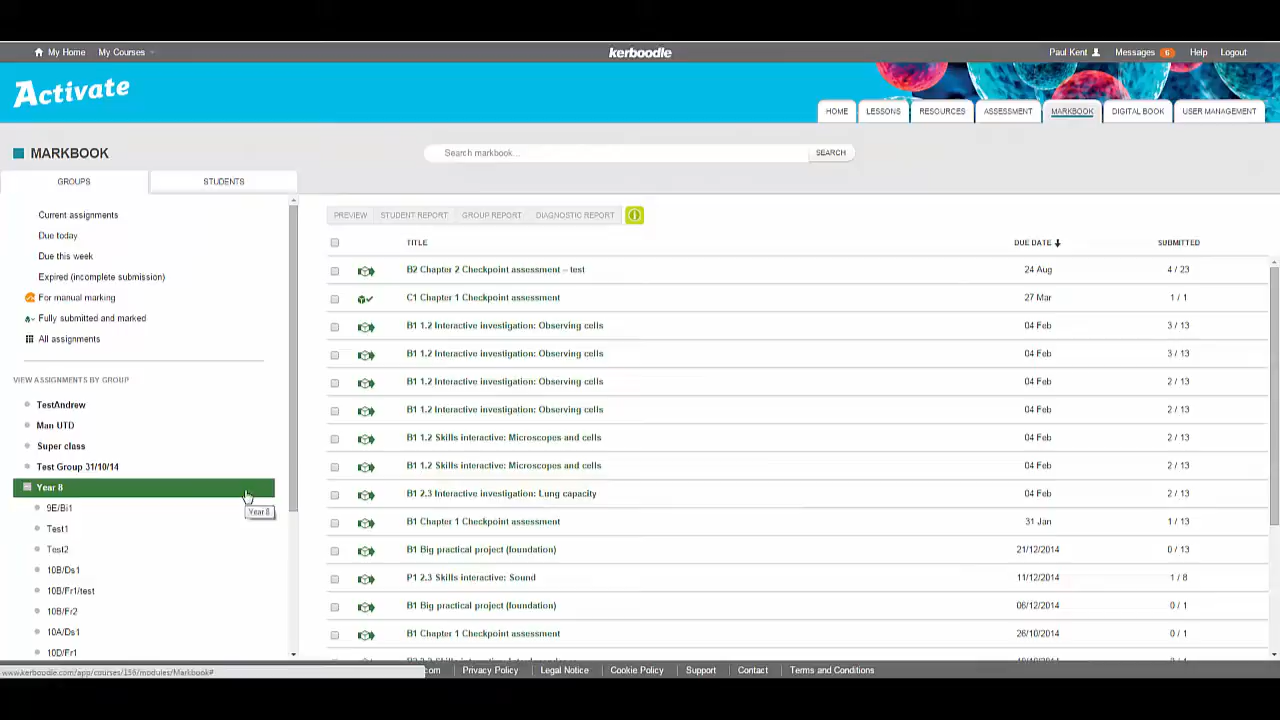 My Home My Courses kerboodle Paul Kent Messages 6 Help Logout
Activate
HOME LESSONS RESOURCES ASSESSMENT MARKBOOK DIGITAL BOOK USER MANAGEMENT
MARKBOOK
Search markbook... SEARCH
GROUPS STUDENTS
Current assignments
Due today
Due this week
Expired (incomplete submission)
For manual marking
Fully submitted and marked
All assignments
VIEW ASSIGNMENTS BY GROUP
TestAndrew
Man UTD
Super class
Test Group 31/10/14
Year 8
Year 8
9E/Bi1
Test1
Test2
10B/Ds1
10B/Fr1/test
10B/Fr2
10A/Ds1
10D/Fr1
PREVIEW STUDENT REPORT GROUP REPORT DIAGNOSTIC REPORT
TITLE DUE DATE SUBMITTED
B2 Chapter 2 Checkpoint assessment – test 24 Aug 4 / 23
C1 Chapter 1 Checkpoint assessment 27 Mar 1 / 1
B1 1.2 Interactive investigation: Observing cells 04 Feb 3 / 13
B1 1.2 Interactive investigation: Observing cells 04 Feb 3 / 13
B1 1.2 Interactive investigation: Observing cells 04 Feb 2 / 13
B1 1.2 Interactive investigation: Observing cells 04 Feb 2 / 13
B1 1.2 Skills interactive: Microscopes and cells 04 Feb 2 / 13
B1 1.2 Skills interactive: Microscopes and cells 04 Feb 2 / 13
B1 2.3 Interactive investigation: Lung capacity 04 Feb 2 / 13
B1 Chapter 1 Checkpoint assessment 31 Jan 1 / 13
B1 Big practical project (foundation) 21/12/2014 0 / 13
P1 2.3 Skills interactive: Sound 11/12/2014 1 / 8
B1 Big practical project (foundation) 06/12/2014 0 / 1
B1 Chapter 1 Checkpoint assessment 26/10/2014 0 / 1
www.kerboodle.com/app/courses/156/modules/Markbook# .com Privacy Policy Legal Notice Cookie Policy Support Contact Terms and Conditions